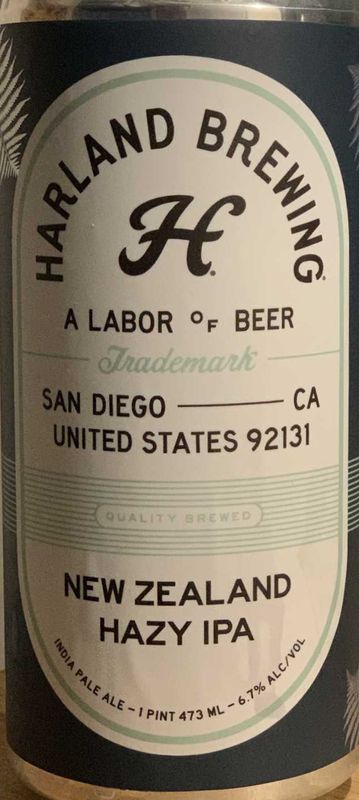 HARLAND BREWING
H
A LABOR OF BEER
Trademark
SAN DIEGO — CA
UNITED STATES 92131
QUALITY BREWED
NEW ZEALAND
HAZY IPA
INDIA PALE ALE – 1 PINT 473 ML – 6.7% ALC/VOL